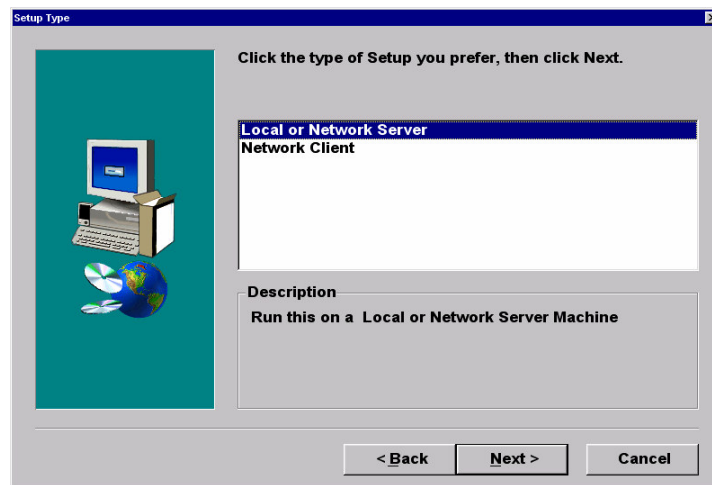 Setup Type
Click the type of Setup you prefer, then click Next.
Local or Network Server
Network Client
Description
Run this on a  Local or Network Server Machine
< Back
Next >
Cancel